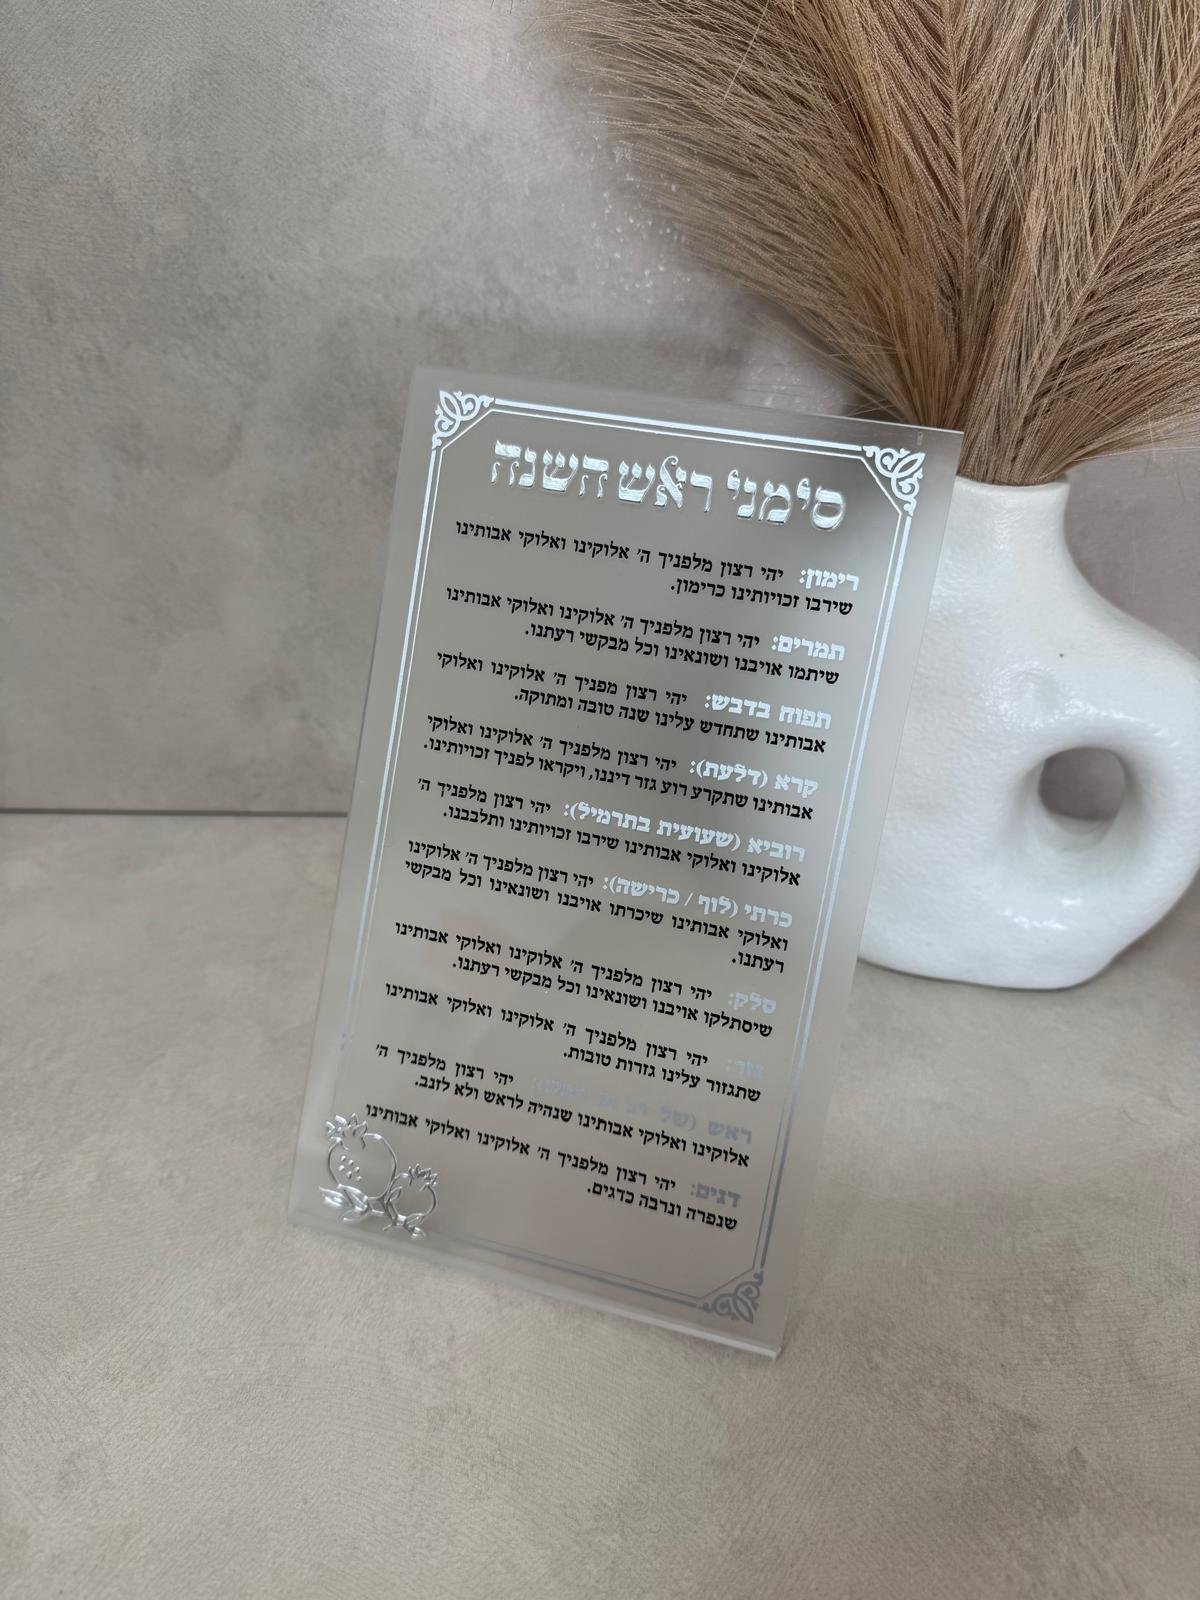 סימני ראש השנה
רימון: יהי רצון מלפניך ה׳ אלוקינו ואלוקי אבותינו
שירבו זכויותינו כרימון.
תמרים: יהי רצון מלפניך ה׳ אלוקינו ואלוקי אבותינו
שיתמו אויבנו ושונאינו וכל מבקשי רעתנו.
תפוח בדבש: יהי רצון מפניך ה׳ אלוקינו ואלוקי
אבותינו שתחדש עלינו שנה טובה ומתוקה.
קרא (דלעת): יהי רצון מלפניך ה׳ אלוקינו ואלוקי
אבותינו שתקרע רוע גזר דיננו, ויקראו לפניך זכויותינו.
רוביא (שעועית בתרמיל): יהי רצון מלפניך ה׳
אלוקינו ואלוקי אבותינו שירבו זכויותינו ותלבבנו.
כרתי (לוף / כרישה): יהי רצון מלפניך ה׳ אלוקינו
ואלוקי אבותינו שיכרתו אויבנו ושונאינו וכל מבקשי
רעתנו.
סלק: יהי רצון מלפניך ה׳ אלוקינו ואלוקי אבותינו
שיסתלקו אויבנו ושונאינו וכל מבקשי רעתנו.
גזר: יהי רצון מלפניך ה׳ אלוקינו ואלוקי אבותינו
שתגזור עלינו גזרות טובות.
ראש (של דג או כבש): יהי רצון מלפניך ה׳
אלוקינו ואלוקי אבותינו שנהיה לראש ולא לזנב.
דגים: יהי רצון מלפניך ה׳ אלוקינו ואלוקי אבותינו
שנפרה ונרבה כדגים.